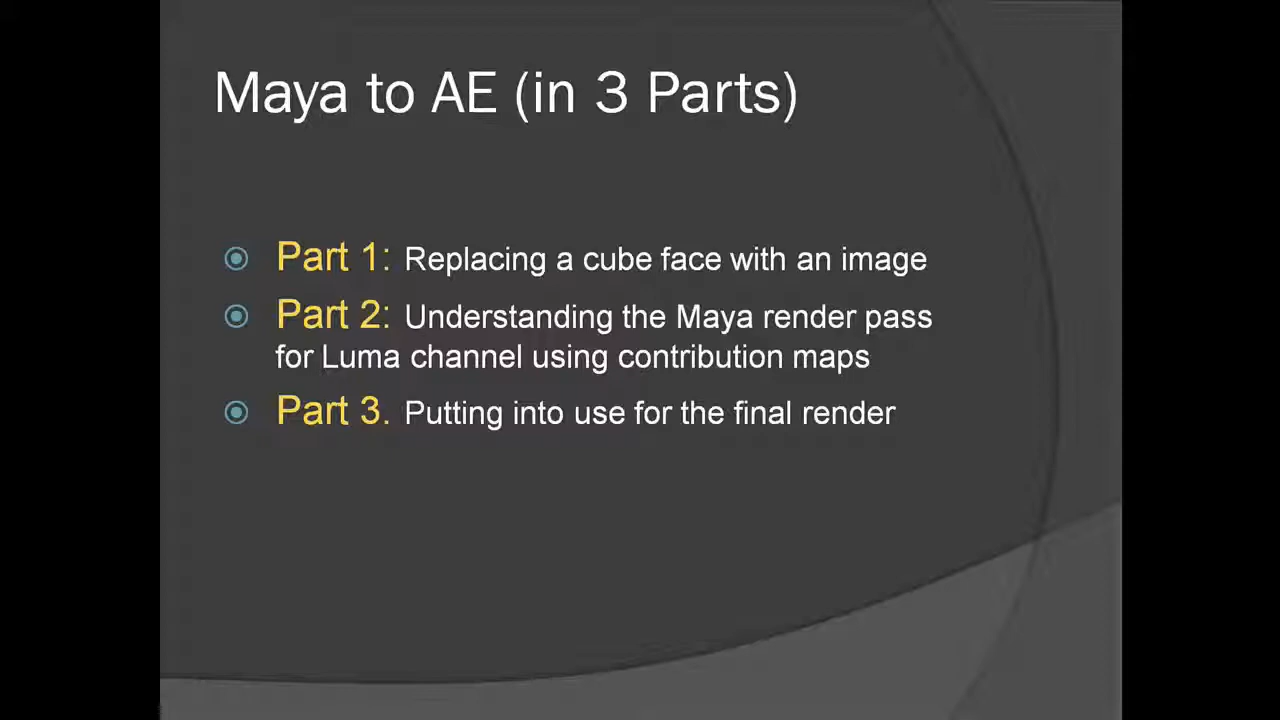 Maya to AE (in 3 Parts)
Part 1: Replacing a cube face with an image
Part 2: Understanding the Maya render pass
for Luma channel using contribution maps
Part 3. Putting into use for the final render